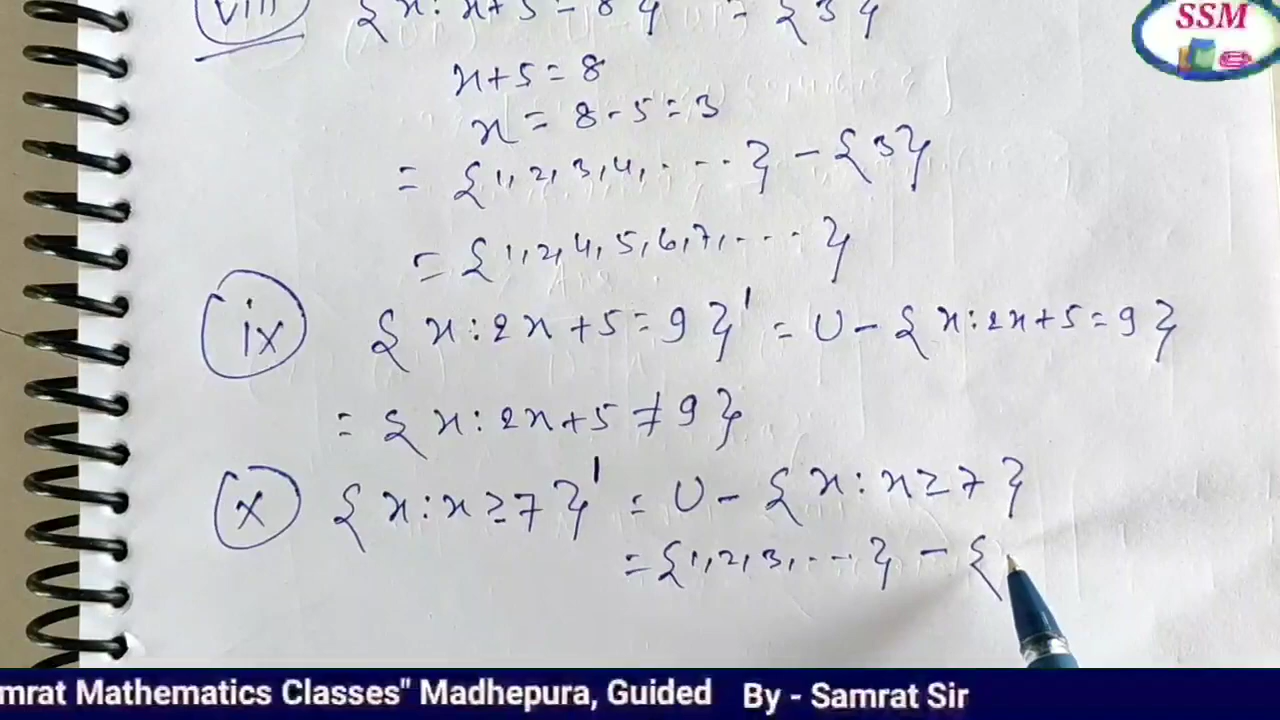 viii {x : x+5 = 8} = {3}
SSM
x+5 = 8
x = 8-5 = 3
= {1,2,3,4,.....} - {3}
= {1,2,4,5,6,7,....}
ix {x : 2x+5 = 9}' = U - {x : 2x+5 = 9}
= {x : 2x+5 ≠ 9}
x {x : x ≥ 7}' = U - {x : x ≥ 7}
= {1,2,3,....} - {
mrat Mathematics Classes" Madhepura, Guided By - Samrat Sir